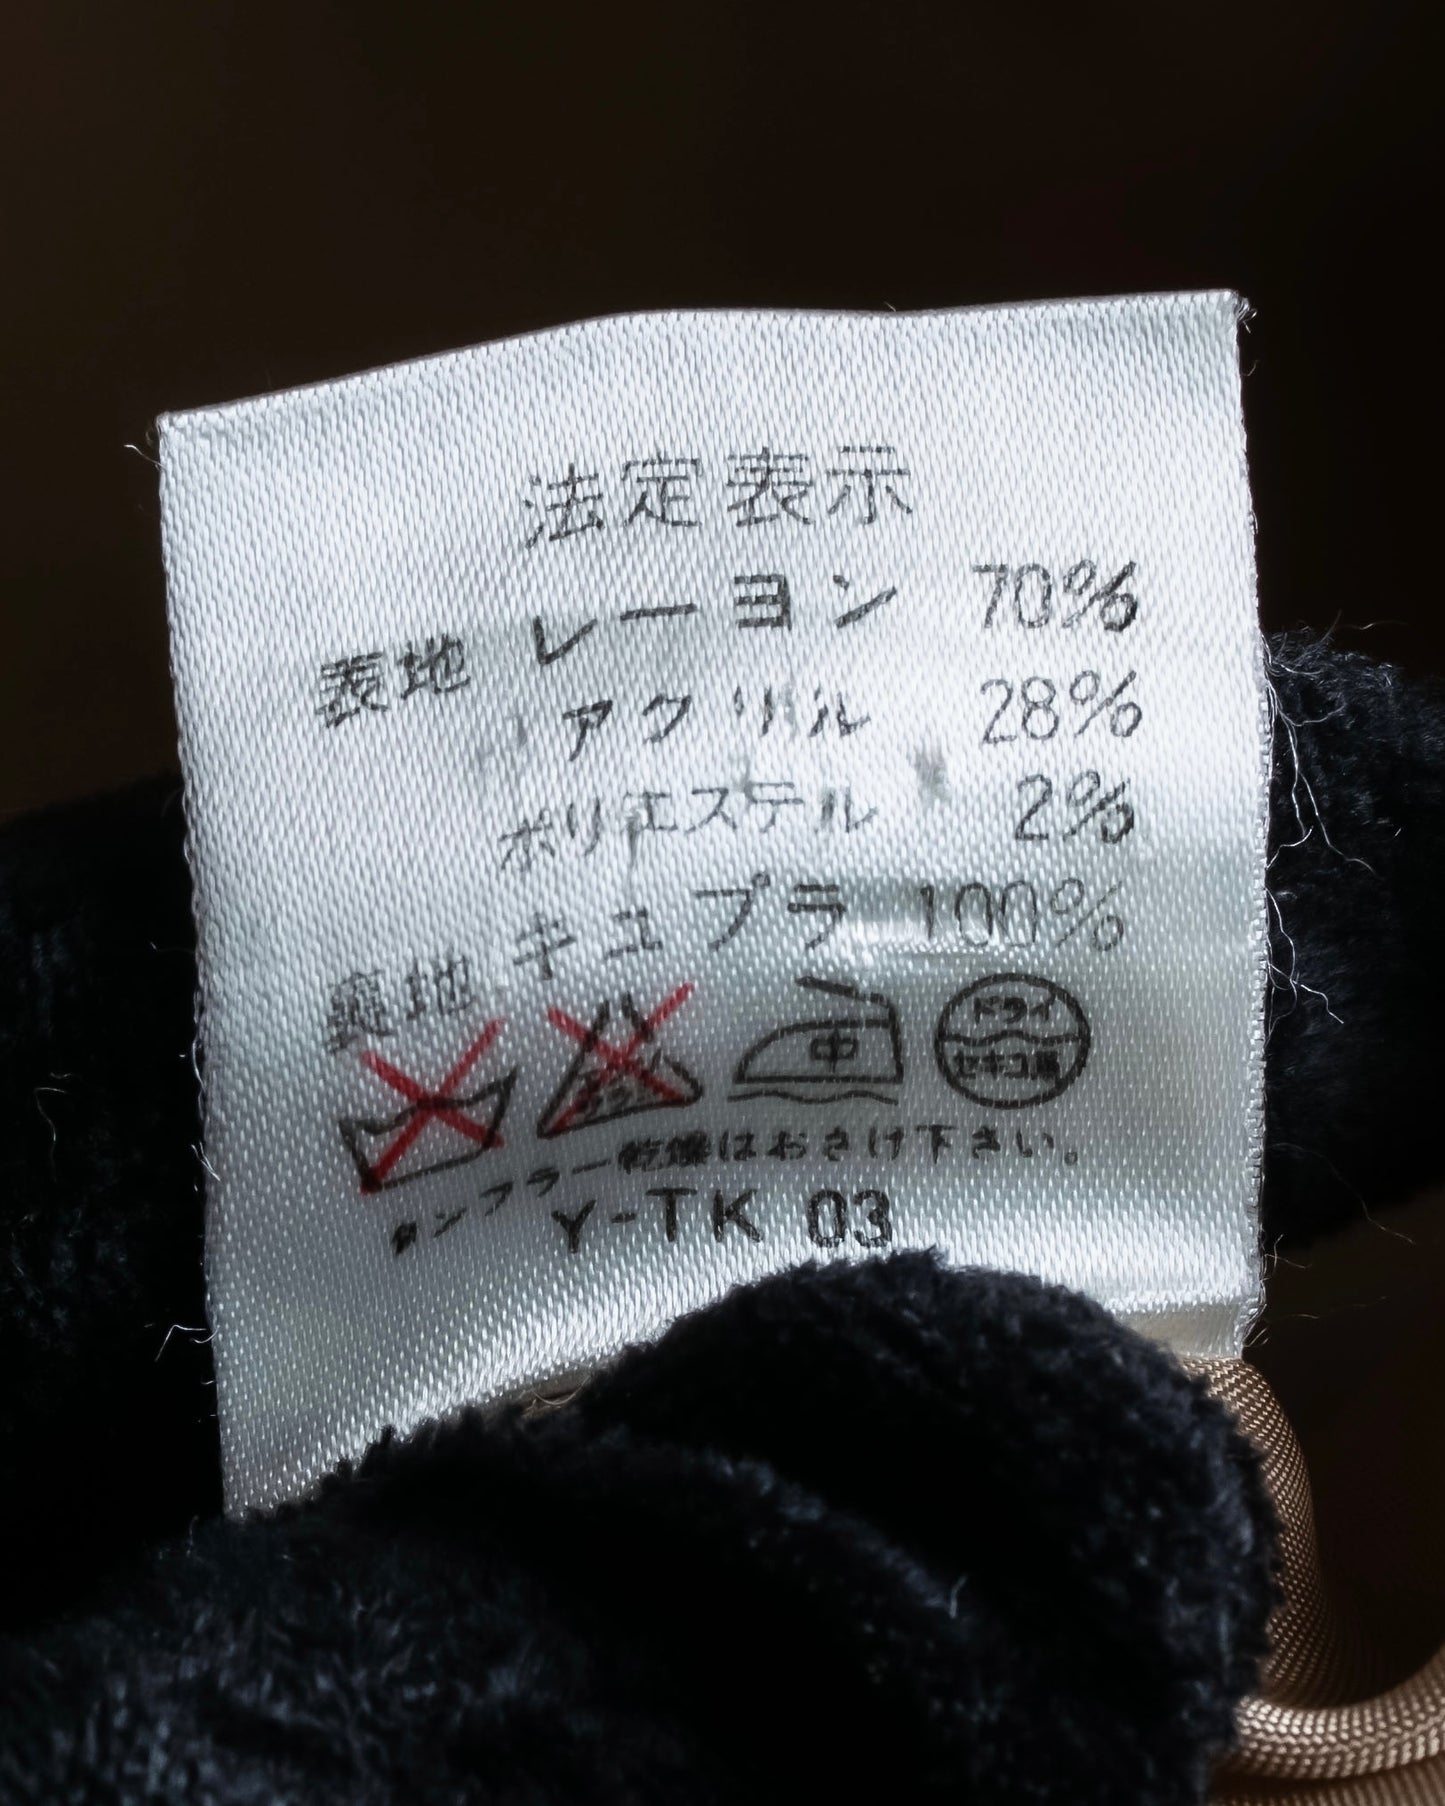 法定表示
表地 レーヨン 70%
アクリル 28%
ポリエステル 2%
裏地 キュプラ 100%
中 ドライ
セキユ系
タンブラー乾燥はおさけ下さい。
Y-TK 03